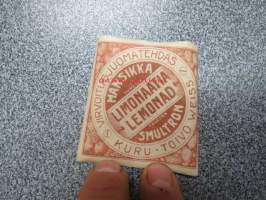 VIRVOITUSJUOMATEHDAS
MANSIKKA
LIMONAATIA
LEMONAD
SMULTRON
KURU • TOIVO WEISS